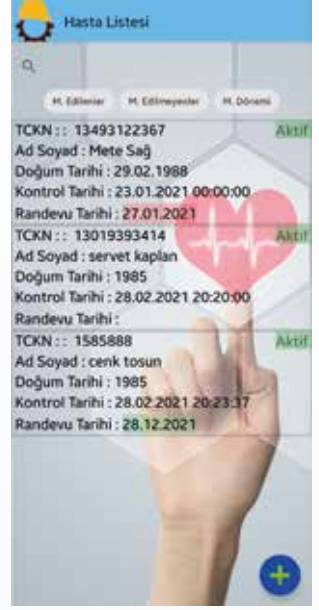 Hasta Listesi
M. Edilenler M. Edilmeyenler M. Dönemi
TCKN : : 13493122367 Aktif
Ad Soyad : Mete Sağ
Doğum Tarihi : 29.02.1988
Kontrol Tarihi : 23.01.2021 00:00:00
Randevu Tarihi : 27.01.2021
TCKN : : 13019393414 Aktif
Ad Soyad : servet kaplan
Doğum Tarihi : 1985
Kontrol Tarihi : 28.02.2021 20:20:00
Randevu Tarihi :
TCKN : : 1585888 Aktif
Ad Soyad : cenk tosun
Doğum Tarihi : 1985
Kontrol Tarihi : 28.02.2021 20:23:37
Randevu Tarihi : 28.12.2021